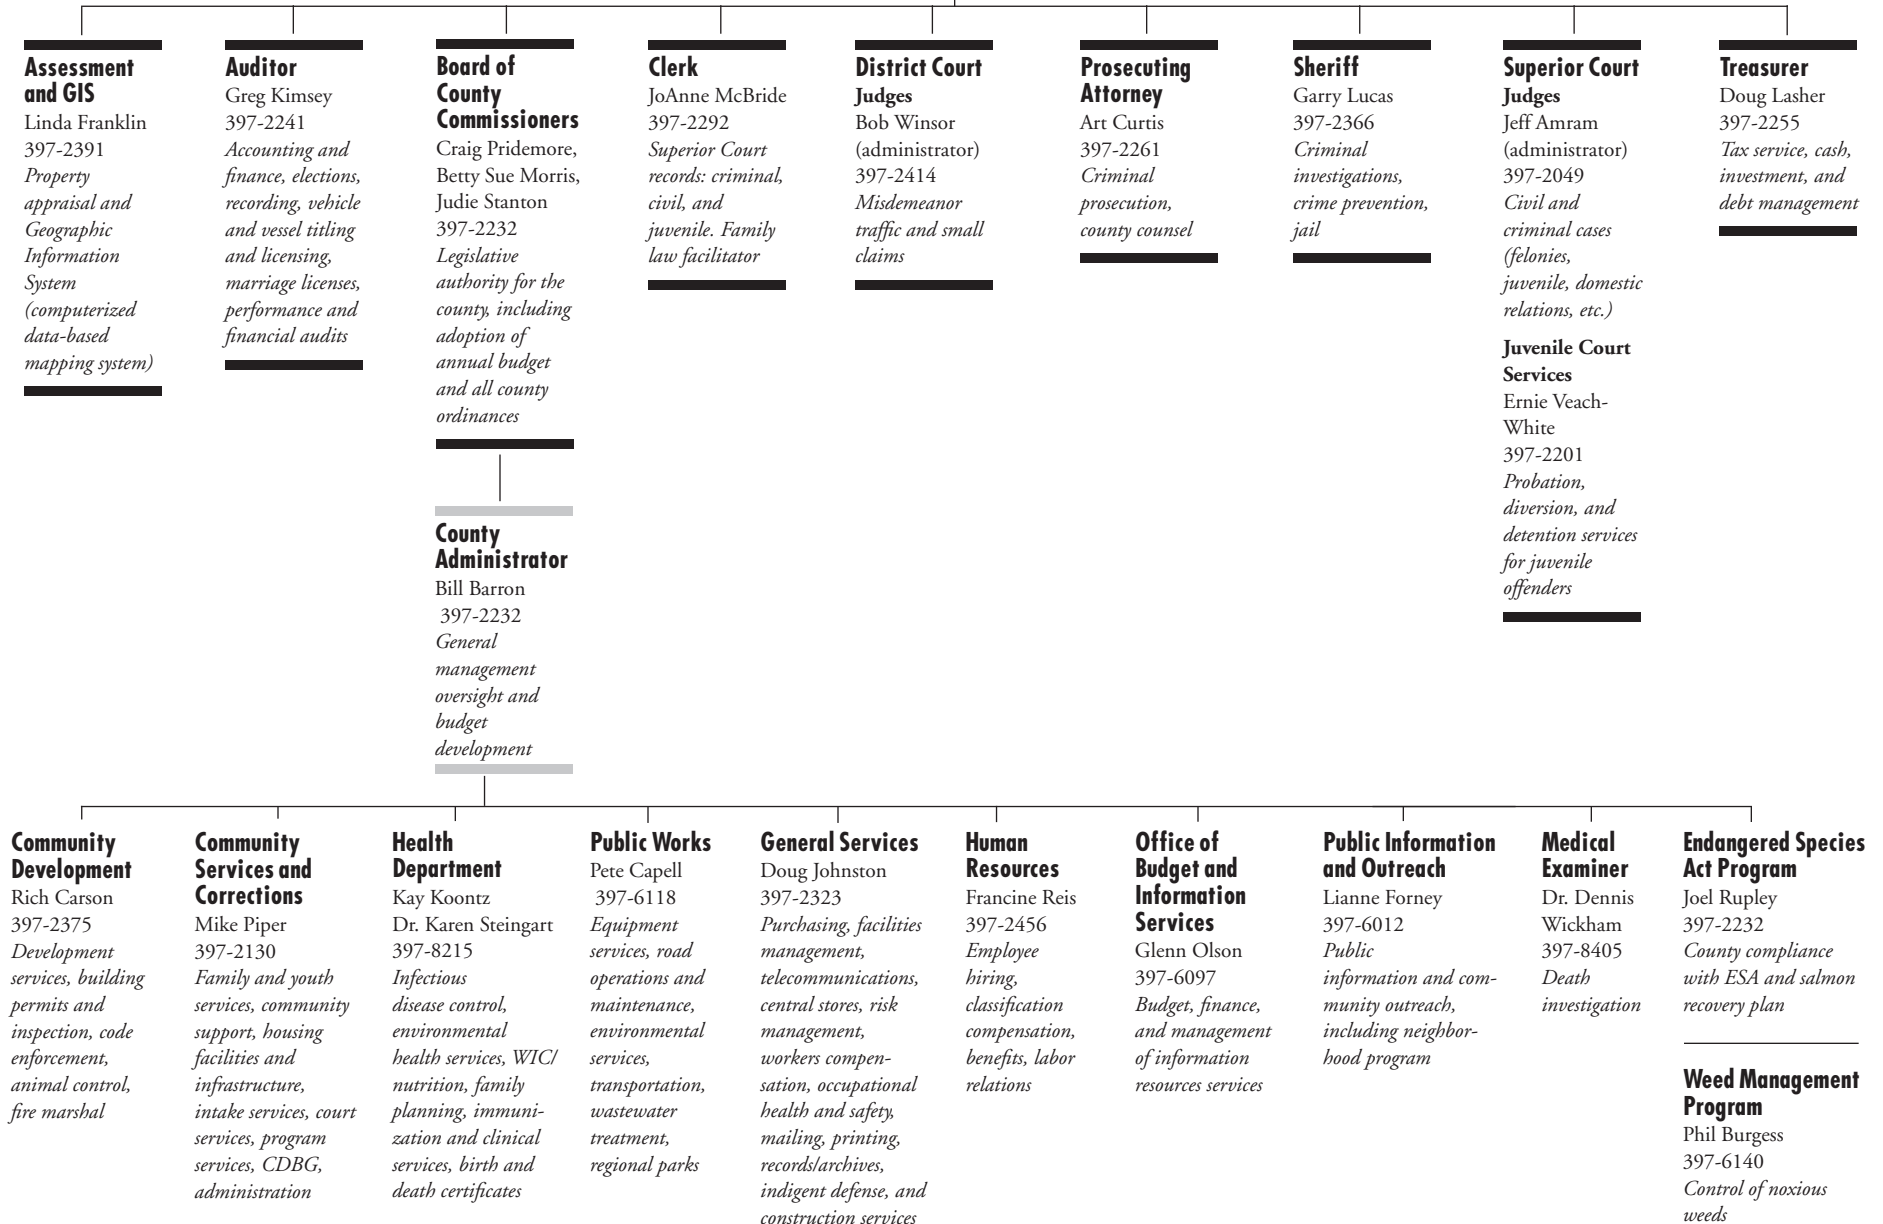 Assessment
and GIS
Linda Franklin
397-2391
Property
appraisal and
Geographic
Information
System
(computerized
data-based
mapping system)
Auditor
Greg Kimsey
397-2241
Accounting and
finance, elections,
recording, vehicle
and vessel titling
and licensing,
marriage licenses,
performance and
financial audits
Board of
County
Commissioners
Craig Pridemore,
Betty Sue Morris,
Judie Stanton
397-2232
Legislative
authority for the
county, including
adoption of
annual budget
and all county
ordinances
Clerk
JoAnne McBride
397-2292
Superior Court
records: criminal,
civil, and
juvenile. Family
law facilitator
District Court
Judges
Bob Winsor
(administrator)
397-2414
Misdemeanor
traffic and small
claims
Prosecuting
Attorney
Art Curtis
397-2261
Criminal
prosecution,
county counsel
Sheriff
Garry Lucas
397-2366
Criminal
investigations,
crime prevention,
jail
Superior Court
Judges
Jeff Amram
(administrator)
397-2049
Civil and
criminal cases
(felonies,
juvenile, domestic
relations, etc.)
Juvenile Court
Services
Ernie Veach-
White
397-2201
Probation,
diversion, and
detention services
for juvenile
offenders
Treasurer
Doug Lasher
397-2255
Tax service, cash,
investment, and
debt management
County
Administrator
Bill Barron
397-2232
General
management
oversight and
budget
development
Community
Development
Rich Carson
397-2375
Development
services, building
permits and
inspection, code
enforcement,
animal control,
fire marshal
Community
Services and
Corrections
Mike Piper
397-2130
Family and youth
services, community
support, housing
facilities and
infrastructure,
intake services, court
services, program
services, CDBG,
administration
Health
Department
Kay Koontz
Dr. Karen Steingart
397-8215
Infectious
disease control,
environmental
health services, WIC/
nutrition, family
planning, immuni-
zation and clinical
services, birth and
death certificates
Public Works
Pete Capell
397-6118
Equipment
services, road
operations and
maintenance,
environmental
services,
transportation,
wastewater
treatment,
regional parks
General Services
Doug Johnston
397-2323
Purchasing, facilities
management,
telecommunications,
central stores, risk
management,
workers compen-
sation, occupational
health and safety,
mailing, printing,
records/archives,
indigent defense, and
construction services
Human
Resources
Francine Reis
397-2456
Employee
hiring,
classification
compensation,
benefits, labor
relations
Office of
Budget and
Information
Services
Glenn Olson
397-6097
Budget, finance,
and management
of information
resources services
Public Information
and Outreach
Lianne Forney
397-6012
Public
information and com-
munity outreach,
including neighbor-
hood program
Medical
Examiner
Dr. Dennis
Wickham
397-8405
Death
investigation
Endangered Species
Act Program
Joel Rupley
397-2232
County compliance
with ESA and salmon
recovery plan
Weed Management
Program
Phil Burgess
397-6140
Control of noxious
weeds